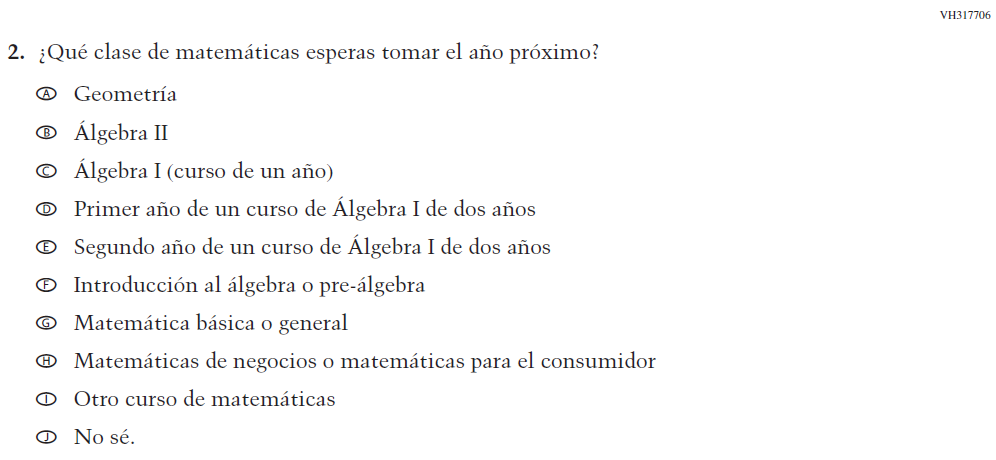 VH317706
2. ¿Qué clase de matemáticas esperas tomar el año próximo?
A Geometría
B Álgebra II
C Álgebra I (curso de un año)
D Primer año de un curso de Álgebra I de dos años
E Segundo año de un curso de Álgebra I de dos años
F Introducción al álgebra o pre-álgebra
G Matemática básica o general
H Matemáticas de negocios o matemáticas para el consumidor
I Otro curso de matemáticas
J No sé.